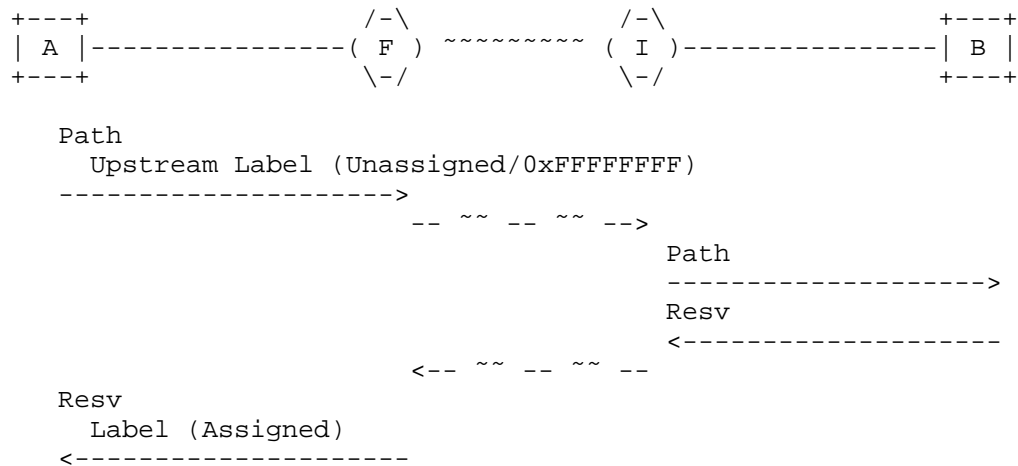 +---+ /-\ /-\ +---+
| A |----------------( F ) ~~~~~~~~~ ( I )----------------| B |
+---+ \-/ \-/ +---+
Path
Upstream Label (Unassigned/0xFFFFFFFF)
--------------------->
-- ~~ -- ~~ -->
Path
-------------------->
Resv
<--------------------
<-- ~~ -- ~~ --
Resv
Label (Assigned)
<---------------------